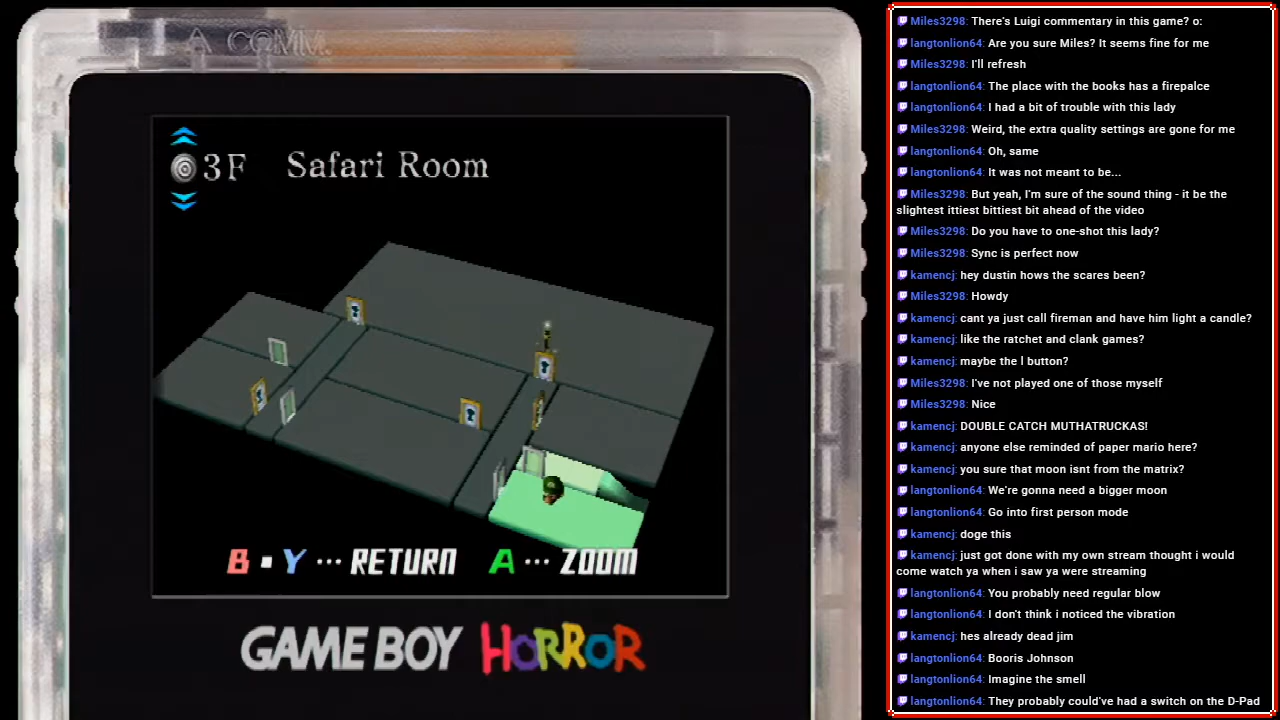 A COMM.
3F Safari Room
B • Y ··· RETURN A ··· ZOOM
GAME BOY HORROR
Miles3298: There's Luigi commentary in this game? o:
langtonlion64: Are you sure Miles? It seems fine for me
Miles3298: I'll refresh
langtonlion64: The place with the books has a firepalce
langtonlion64: I had a bit of trouble with this lady
Miles3298: Weird, the extra quality settings are gone for me
langtonlion64: Oh, same
langtonlion64: It was not meant to be...
Miles3298: But yeah, I'm sure of the sound thing - it be the
slightest ittiest bittiest bit ahead of the video
Miles3298: Do you have to one-shot this lady?
Miles3298: Sync is perfect now
kamencj: hey dustin hows the scares been?
Miles3298: Howdy
kamencj: cant ya just call fireman and have him light a candle?
kamencj: like the ratchet and clank games?
kamencj: maybe the l button?
Miles3298: I've not played one of those myself
Miles3298: Nice
kamencj: DOUBLE CATCH MUTHATRUCKAS!
kamencj: anyone else reminded of paper mario here?
kamencj: you sure that moon isnt from the matrix?
langtonlion64: We're gonna need a bigger moon
langtonlion64: Go into first person mode
kamencj: doge this
kamencj: just got done with my own stream thought i would
come watch ya when i saw ya were streaming
langtonlion64: You probably need regular blow
langtonlion64: I don't think i noticed the vibration
kamencj: hes already dead jim
langtonlion64: Booris Johnson
langtonlion64: Imagine the smell
langtonlion64: They probably could've had a switch on the D-Pad